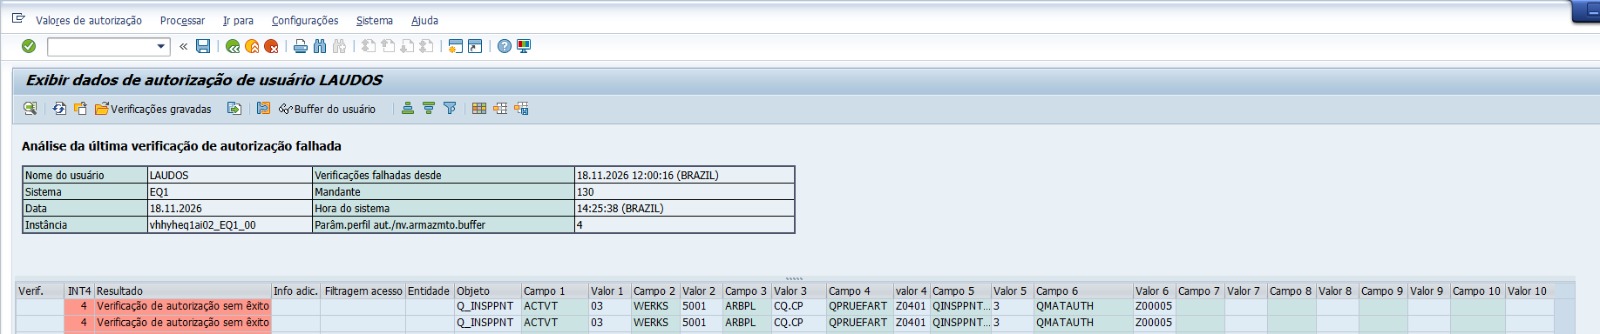 Valores de autorização Processar Ir para Configurações Sistema Ajuda
Exibir dados de autorização de usuário LAUDOS
Verificações gravadas Buffer do usuário
Análise da última verificação de autorização falhada
Nome do usuário LAUDOS Verificações falhadas desde 18.11.2026 12:00:16 (BRAZIL)
Sistema EQ1 Mandante 130
Data 18.11.2026 Hora do sistema 14:25:38 (BRAZIL)
Instância vhhyheq1ai02_EQ1_00 Parâm.perfil aut./nv.armazmto.buffer 4
Verif. INT4 Resultado Info adic. Filtragem acesso Entidade Objeto Campo 1 Valor 1 Campo 2 Valor 2 Campo 3 Valor 3 Campo 4 valor 4 Campo 5 Valor 5 Campo 6 Valor 6 Campo 7 Valor 7 Campo 8 Valor 8 Campo 9 Valor 9 Campo 10 Valor 10
4 Verificação de autorização sem êxito Q_INSPPNT ACTVT 03 WERKS 5001 ARBPL CQ.CP QPRUEFART Z0401 QINSPPNT... 3 QMATAUTH Z00005
4 Verificação de autorização sem êxito Q_INSPPNT ACTVT 03 WERKS 5001 ARBPL CQ.CP QPRUEFART Z0401 QINSPPNT... 3 QMATAUTH Z00005